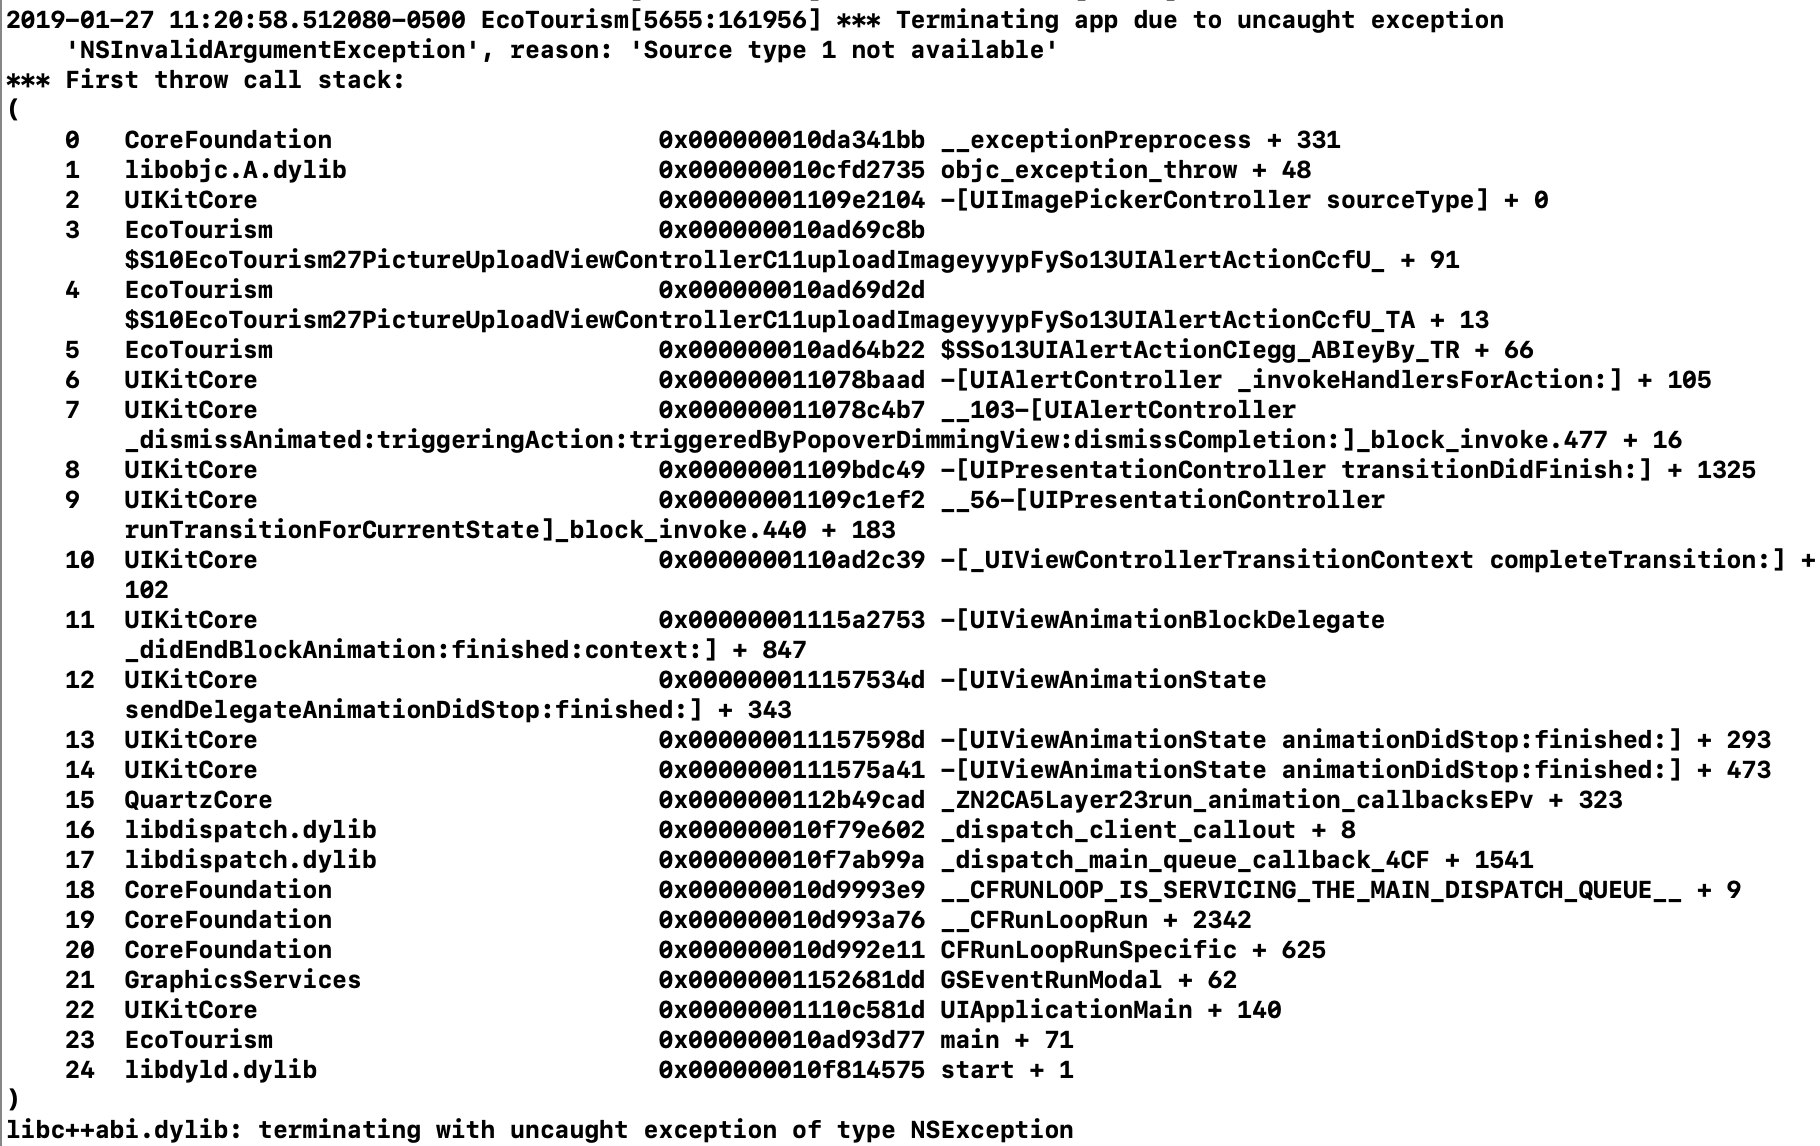 2019-01-27 11:20:58.512080-0500 EcoTourism[5655:161956] *** Terminating app due to uncaught exception
'NSInvalidArgumentException', reason: 'Source type 1 not available'
*** First throw call stack:
(
0 CoreFoundation 0x000000010da341bb __exceptionPreprocess + 331
1 libobjc.A.dylib 0x000000010cfd2735 objc_exception_throw + 48
2 UIKitCore 0x00000001109e2104 -[UIImagePickerController sourceType] + 0
3 EcoTourism 0x000000010ad69c8b
$S10EcoTourism27PictureUploadViewControllerC11uploadImageyyypFySo13UIAlertActionCcfU_ + 91
4 EcoTourism 0x000000010ad69d2d
$S10EcoTourism27PictureUploadViewControllerC11uploadImageyyypFySo13UIAlertActionCcfU_TA + 13
5 EcoTourism 0x000000010ad64b22 $SSo13UIAlertActionCIegg_ABIeyBy_TR + 66
6 UIKitCore 0x000000011078baad -[UIAlertController _invokeHandlersForAction:] + 105
7 UIKitCore 0x000000011078c4b7 __103-[UIAlertController
_dismissAnimated:triggeringAction:triggeredByPopoverDimmingView:dismissCompletion:]_block_invoke.477 + 16
8 UIKitCore 0x00000001109bdc49 -[UIPresentationController transitionDidFinish:] + 1325
9 UIKitCore 0x00000001109c1ef2 __56-[UIPresentationController
runTransitionForCurrentState]_block_invoke.440 + 183
10 UIKitCore 0x0000000110ad2c39 -[_UIViewControllerTransitionContext completeTransition:] +
102
11 UIKitCore 0x00000001115a2753 -[UIViewAnimationBlockDelegate
_didEndBlockAnimation:finished:context:] + 847
12 UIKitCore 0x000000011157534d -[UIViewAnimationState
sendDelegateAnimationDidStop:finished:] + 343
13 UIKitCore 0x000000011157598d -[UIViewAnimationState animationDidStop:finished:] + 293
14 UIKitCore 0x0000000111575a41 -[UIViewAnimationState animationDidStop:finished:] + 473
15 QuartzCore 0x0000000112b49cad _ZN2CA5Layer23run_animation_callbacksEPv + 323
16 libdispatch.dylib 0x000000010f79e602 _dispatch_client_callout + 8
17 libdispatch.dylib 0x000000010f7ab99a _dispatch_main_queue_callback_4CF + 1541
18 CoreFoundation 0x000000010d9993e9 __CFRUNLOOP_IS_SERVICING_THE_MAIN_DISPATCH_QUEUE__ + 9
19 CoreFoundation 0x000000010d993a76 __CFRunLoopRun + 2342
20 CoreFoundation 0x000000010d992e11 CFRunLoopRunSpecific + 625
21 GraphicsServices 0x00000001152681dd GSEventRunModal + 62
22 UIKitCore 0x00000001110c581d UIApplicationMain + 140
23 EcoTourism 0x000000010ad93d77 main + 71
24 libdyld.dylib 0x000000010f814575 start + 1
)
libc++abi.dylib: terminating with uncaught exception of type NSException